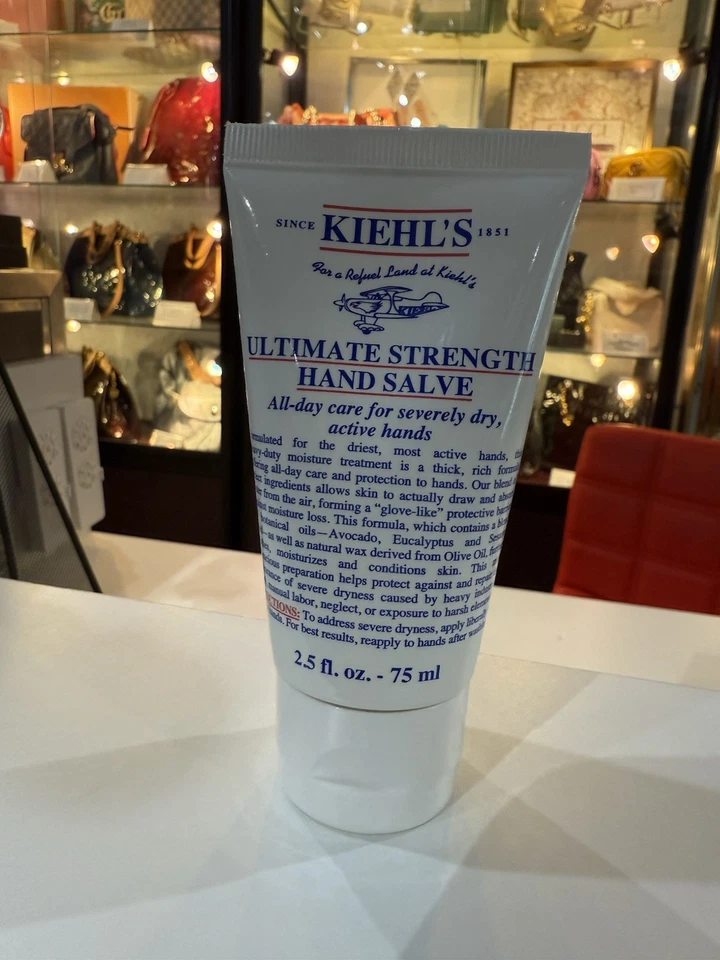 SINCE KIEHL'S 1851
For a Refuel Land at Kiehl's
KIEHL'S
ULTIMATE STRENGTH
HAND SALVE
All-day care for severely dry,
active hands
for the driest, most active hands,
moisture treatment is a thick, rich
all-day care and protection to hands. Our blend
ingredients allows skin to actually draw and
from the air, forming a "glove-like" protective
moisture loss. This formula, which contains a
botanical oils—Avocado, Eucalyptus and
—as well as natural wax derived from Olive Oil,
moisturizes and conditions skin. This
preparation helps protect against and
of severe dryness caused by heavy
manual labor, neglect, or exposure to harsh
To address severe dryness, apply
For best results, reapply to hands after
2.5 fl. oz. - 75 ml